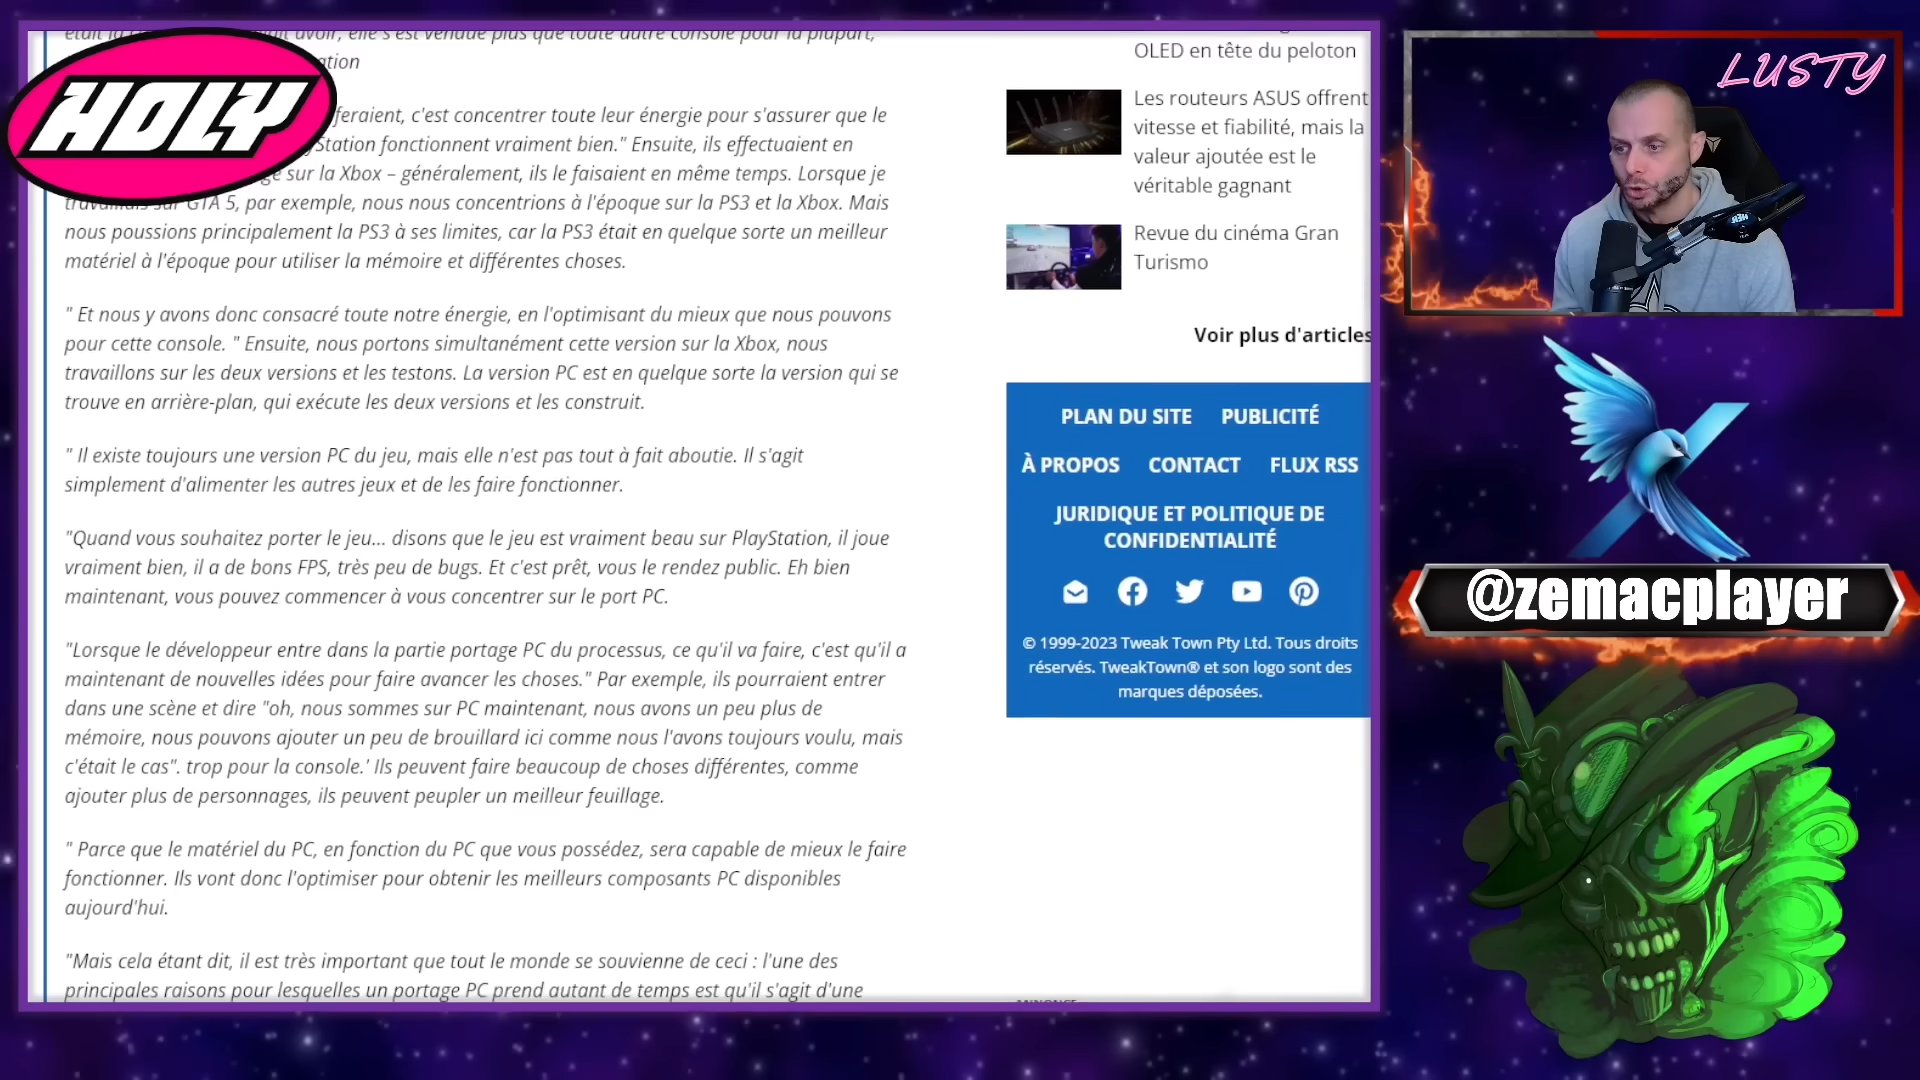 plus que toute autre console pour la plupart,
ation
HOLY
feraient, c'est concentrer toute leur énergie pour s'assurer que le
yStation fonctionnent vraiment bien." Ensuite, ils effectuaient en
ge sur la Xbox – généralement, ils le faisaient en même temps. Lorsque je
travaillais sur GTA 5, par exemple, nous nous concentrions à l'époque sur la PS3 et la Xbox. Mais
nous poussions principalement la PS3 à ses limites, car la PS3 était en quelque sorte un meilleur
matériel à l'époque pour utiliser la mémoire et différentes choses.
" Et nous y avons donc consacré toute notre énergie, en l'optimisant du mieux que nous pouvons
pour cette console. " Ensuite, nous portons simultanément cette version sur la Xbox, nous
travaillons sur les deux versions et les testons. La version PC est en quelque sorte la version qui se
trouve en arrière-plan, qui exécute les deux versions et les construit.
" Il existe toujours une version PC du jeu, mais elle n'est pas tout à fait aboutie. Il s'agit
simplement d'alimenter les autres jeux et de les faire fonctionner.
"Quand vous souhaitez porter le jeu... disons que le jeu est vraiment beau sur PlayStation, il joue
vraiment bien, il a de bons FPS, très peu de bugs. Et c'est prêt, vous le rendez public. Eh bien
maintenant, vous pouvez commencer à vous concentrer sur le port PC.
"Lorsque le développeur entre dans la partie portage PC du processus, ce qu'il va faire, c'est qu'il a
maintenant de nouvelles idées pour faire avancer les choses." Par exemple, ils pourraient entrer
dans une scène et dire "oh, nous sommes sur PC maintenant, nous avons un peu plus de
mémoire, nous pouvons ajouter un peu de brouillard ici comme nous l'avons toujours voulu, mais
c'était le cas". trop pour la console.' Ils peuvent faire beaucoup de choses différentes, comme
ajouter plus de personnages, ils peuvent peupler un meilleur feuillage.
" Parce que le matériel du PC, en fonction du PC que vous possédez, sera capable de mieux le faire
fonctionner. Ils vont donc l'optimiser pour obtenir les meilleurs composants PC disponibles
aujourd'hui.
"Mais cela étant dit, il est très important que tout le monde se souvienne de ceci : l'une des
principales raisons pour lesquelles un portage PC prend autant de temps est qu'il s'agit d'une
OLED en tête du peloton
Les routeurs ASUS offrent
vitesse et fiabilité, mais la
valeur ajoutée est le
véritable gagnant
Revue du cinéma Gran
Turismo
Voir plus d'articles
PLAN DU SITE PUBLICITÉ
À PROPOS CONTACT FLUX RSS
JURIDIQUE ET POLITIQUE DE
CONFIDENTIALITÉ
© 1999-2023 Tweak Town Pty Ltd. Tous droits
réservés. TweakTown® et son logo sont des
marques déposées.
LUSTY
@zemacplayer